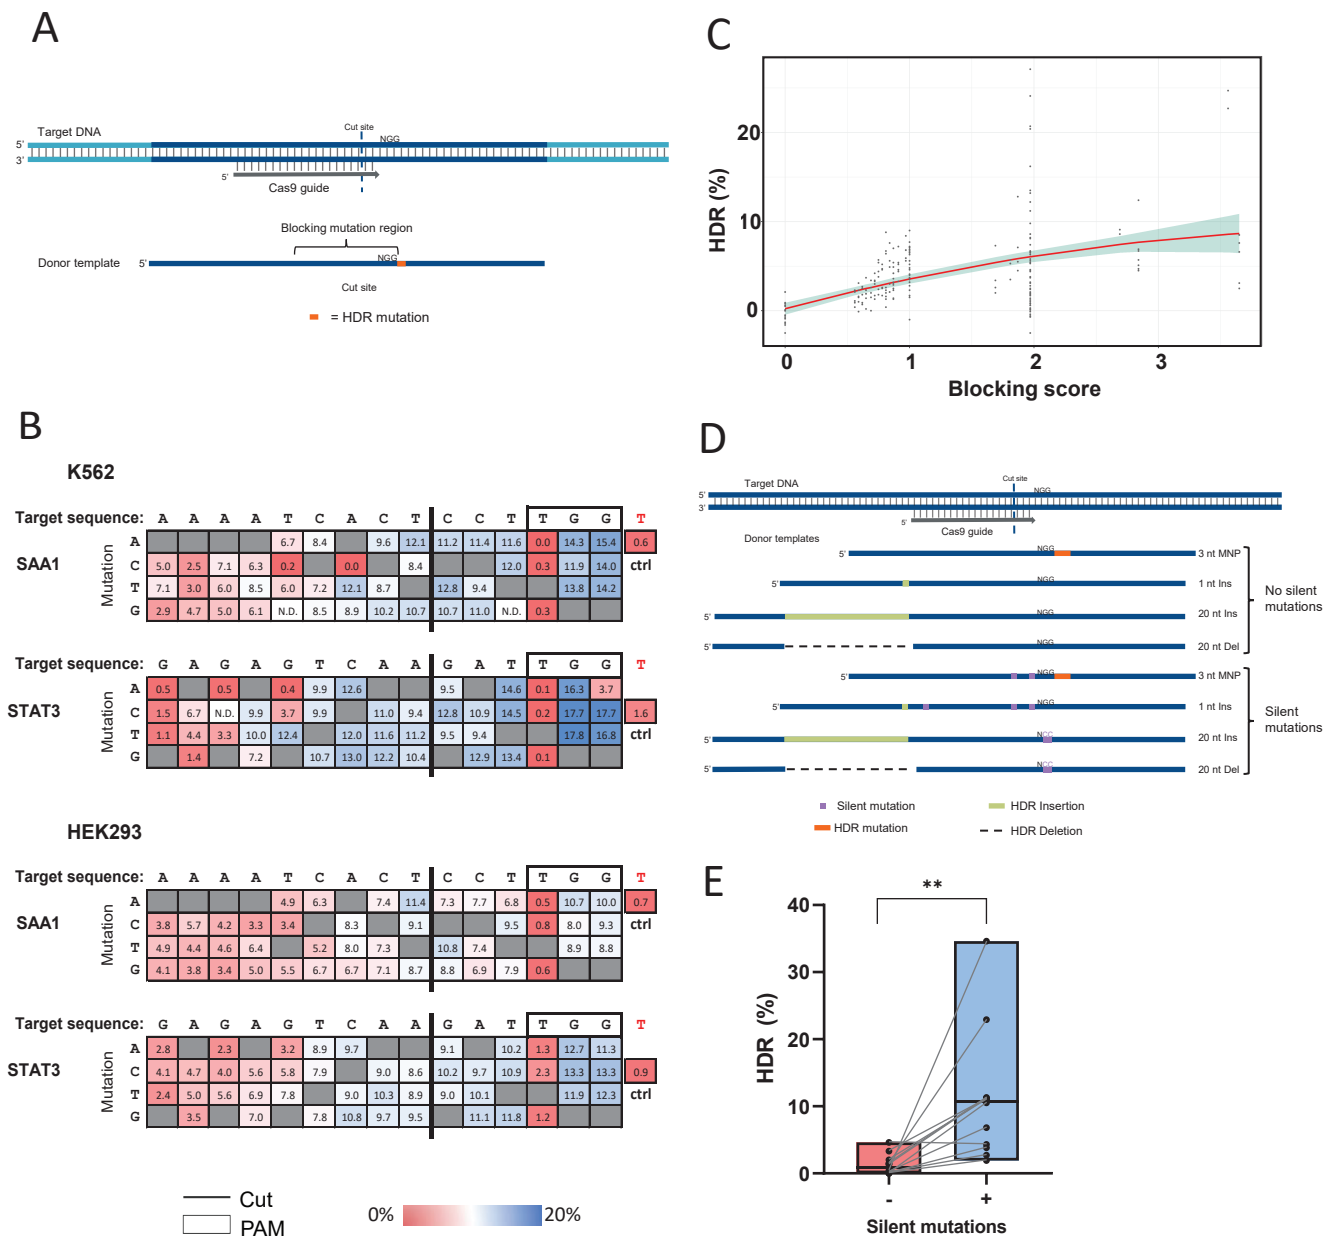 A
Target DNA
Cut site
NGG
5'
3'
5'
Cas9 guide
Blocking mutation region
NGG
Donor template
5'
Cut site
= HDR mutation
B
K562
Target sequence: A A A A T C A C T C C T T G G T
SAA1
Mutation
A 6.7 8.4 9.6 12.1 11.2 11.4 11.6 0.0 14.3 15.4 0.6
C 5.0 2.5 7.1 6.3 0.2 0.0 8.4 12.0 0.3 11.9 14.0 ctrl
T 7.1 3.0 6.0 8.5 6.0 7.2 12.1 8.7 12.8 9.4 13.8 14.2
G 2.9 4.7 5.0 6.1 N.D. 8.5 8.9 10.2 10.7 10.7 11.0 N.D. 0.3
Target sequence: G A G A G T C A A G A T T G G T
STAT3
Mutation
A 0.5 0.5 0.4 9.9 12.6 9.5 14.6 0.1 16.3 3.7
C 1.5 6.7 N.D. 9.9 3.7 9.9 11.0 9.4 12.8 10.9 14.5 0.2 17.7 17.7 1.6
T 1.1 4.4 3.3 10.0 12.4 12.0 11.6 11.2 9.5 9.4 17.8 16.8 ctrl
G 1.4 7.2 10.7 13.0 12.2 10.4 12.9 13.4 0.1
HEK293
Target sequence: A A A A T C A C T C C T T G G T
SAA1
Mutation
A 4.9 6.3 7.4 11.4 7.3 7.7 6.8 0.5 10.7 10.0 0.7
C 3.8 5.7 4.2 3.3 3.4 8.3 9.1 9.5 0.8 8.0 9.3 ctrl
T 4.9 4.4 4.6 6.4 5.2 8.0 7.3 10.8 7.4 8.9 8.8
G 4.1 3.8 3.4 5.0 5.5 6.7 6.7 7.1 8.7 8.8 6.9 7.9 0.6
Target sequence: G A G A G T C A A G A T T G G T
STAT3
Mutation
A 2.8 2.3 3.2 8.9 9.7 9.1 10.2 1.3 12.7 11.3
C 4.1 4.7 4.0 5.6 5.8 7.9 9.0 8.6 10.2 9.7 10.9 2.3 13.3 13.3 0.9
T 2.4 5.0 5.6 6.9 7.8 9.0 10.3 8.9 9.0 10.1 11.9 12.3 ctrl
G 3.5 7.0 7.8 10.8 9.7 9.5 11.1 11.8 1.2
Cut
PAM
0% 20%
C
HDR (%)
20
10
0
0 1 2 3
Blocking score
D
Cut site
Target DNA
NGG
5'
3'
5'
Cas9 guide
Donor templates
5' NGG 3 nt MNP
5' NGG 1 nt Ins
5' NGG 20 nt Ins
5' NGG 20 nt Del
No silent
mutations
5' NGG 3 nt MNP
5' NGG 1 nt Ins
5' NCC 20 nt Ins
5' NCC 20 nt Del
Silent
mutations
Silent mutation
HDR Insertion
HDR mutation
HDR Deletion
E
**
HDR (%)
40
30
20
10
0
- +
Silent mutations